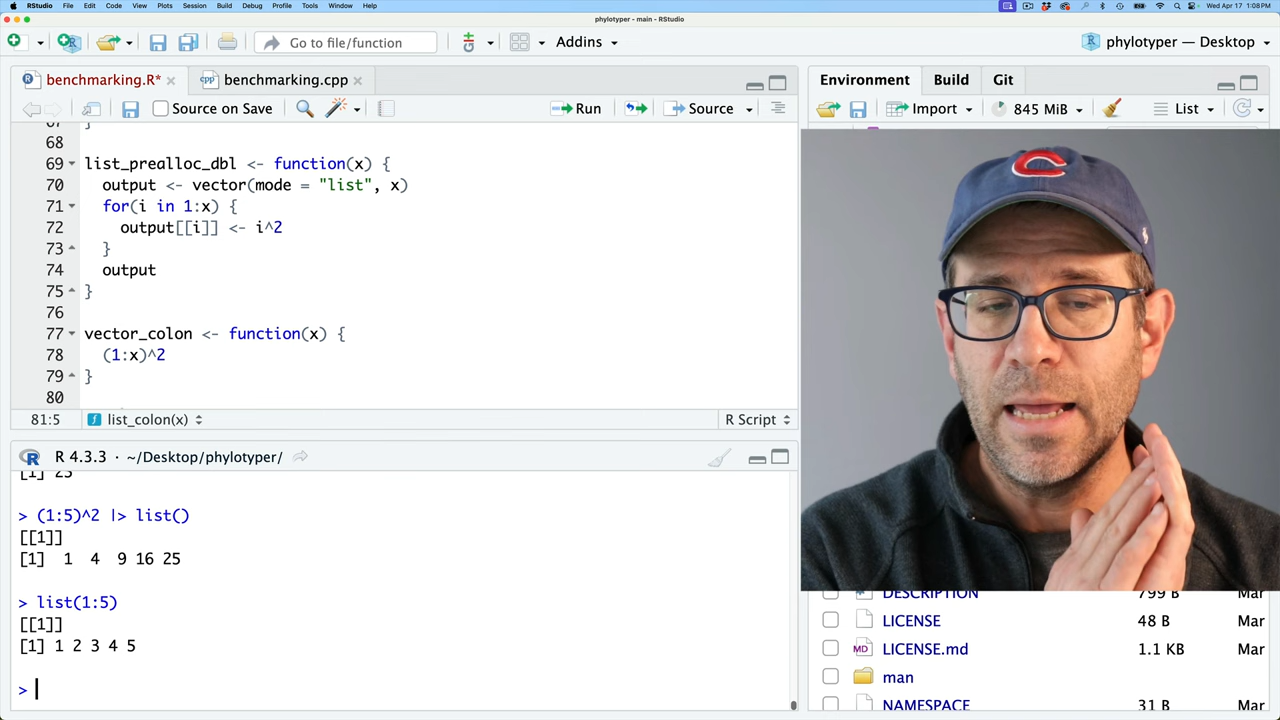 RStudio File Edit Code View Plots Session Build Debug Profile Tools Window Help Wed Apr 17 1:08PM
phylotyper - main - RStudio
Go to file/function Addins phylotyper — Desktop
benchmarking.R* benchmarking.cpp Environment Build Git
Source on Save Run Source Import 845 MiB List
68
69 list_prealloc_dbl <- function(x) {
70 output <- vector(mode = "list", x)
71 for(i in 1:x) {
72 output[[i]] <- i^2
73 }
74 output
75 }
76
77 vector_colon <- function(x) {
78 (1:x)^2
79 }
80
81:5 list_colon(x) R Script
R 4.3.3 · ~/Desktop/phylotyper/
[1] 25
> (1:5)^2 |> list()
[[1]]
[1] 1 4 9 16 25
> list(1:5)
[[1]]
[1] 1 2 3 4 5
>
DESCRIPTION 799 B Mar
LICENSE 48 B Mar
LICENSE.md 1.1 KB Mar
man
NAMESPACE 31 B Mar